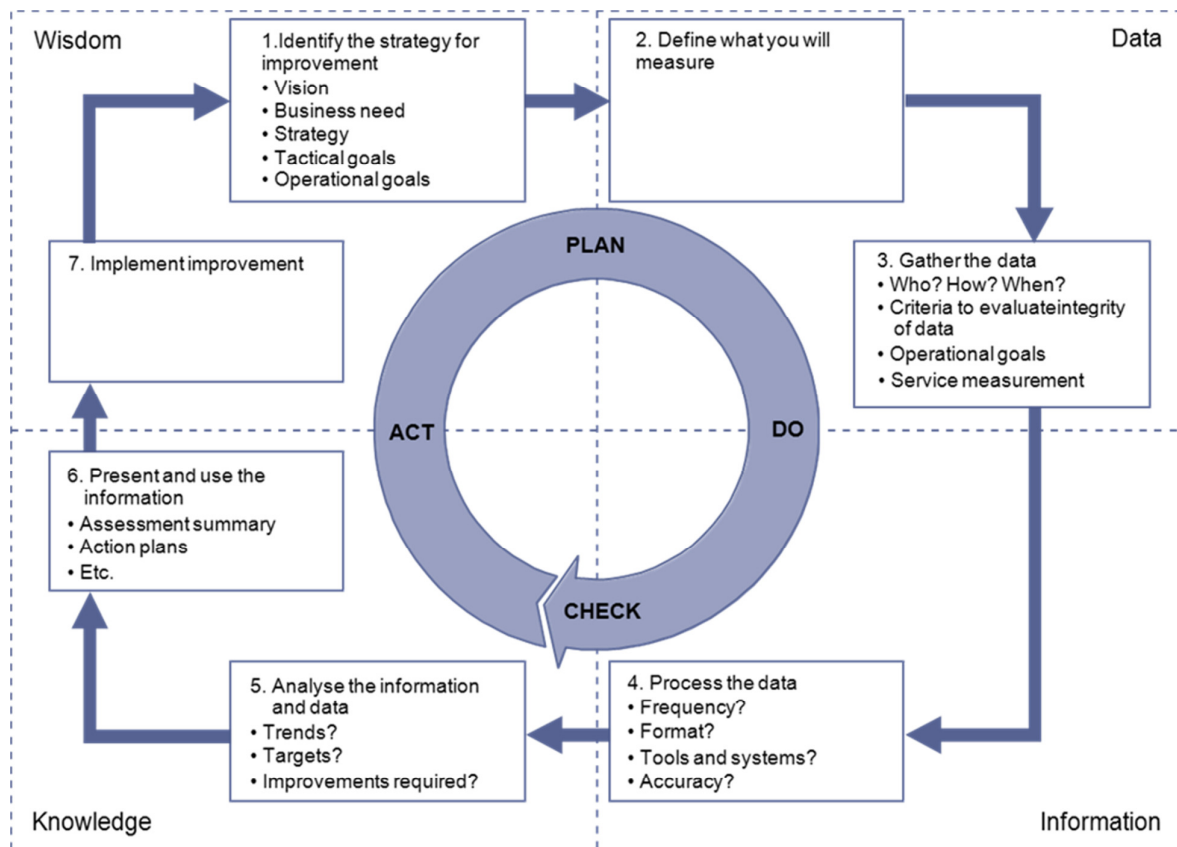 Wisdom
Data
1.Identify the strategy for
improvement
• Vision
• Business need
• Strategy
• Tactical goals
• Operational goals
2. Define what you will
measure
3. Gather the data
• Who? How? When?
• Criteria to evaluateintegrity
of data
• Operational goals
• Service measurement
7. Implement improvement
PLAN
DO
CHECK
ACT
6. Present and use the
information
• Assessment summary
• Action plans
• Etc.
5. Analyse the information
and data
• Trends?
• Targets?
• Improvements required?
4. Process the data
• Frequency?
• Format?
• Tools and systems?
• Accuracy?
Knowledge
Information